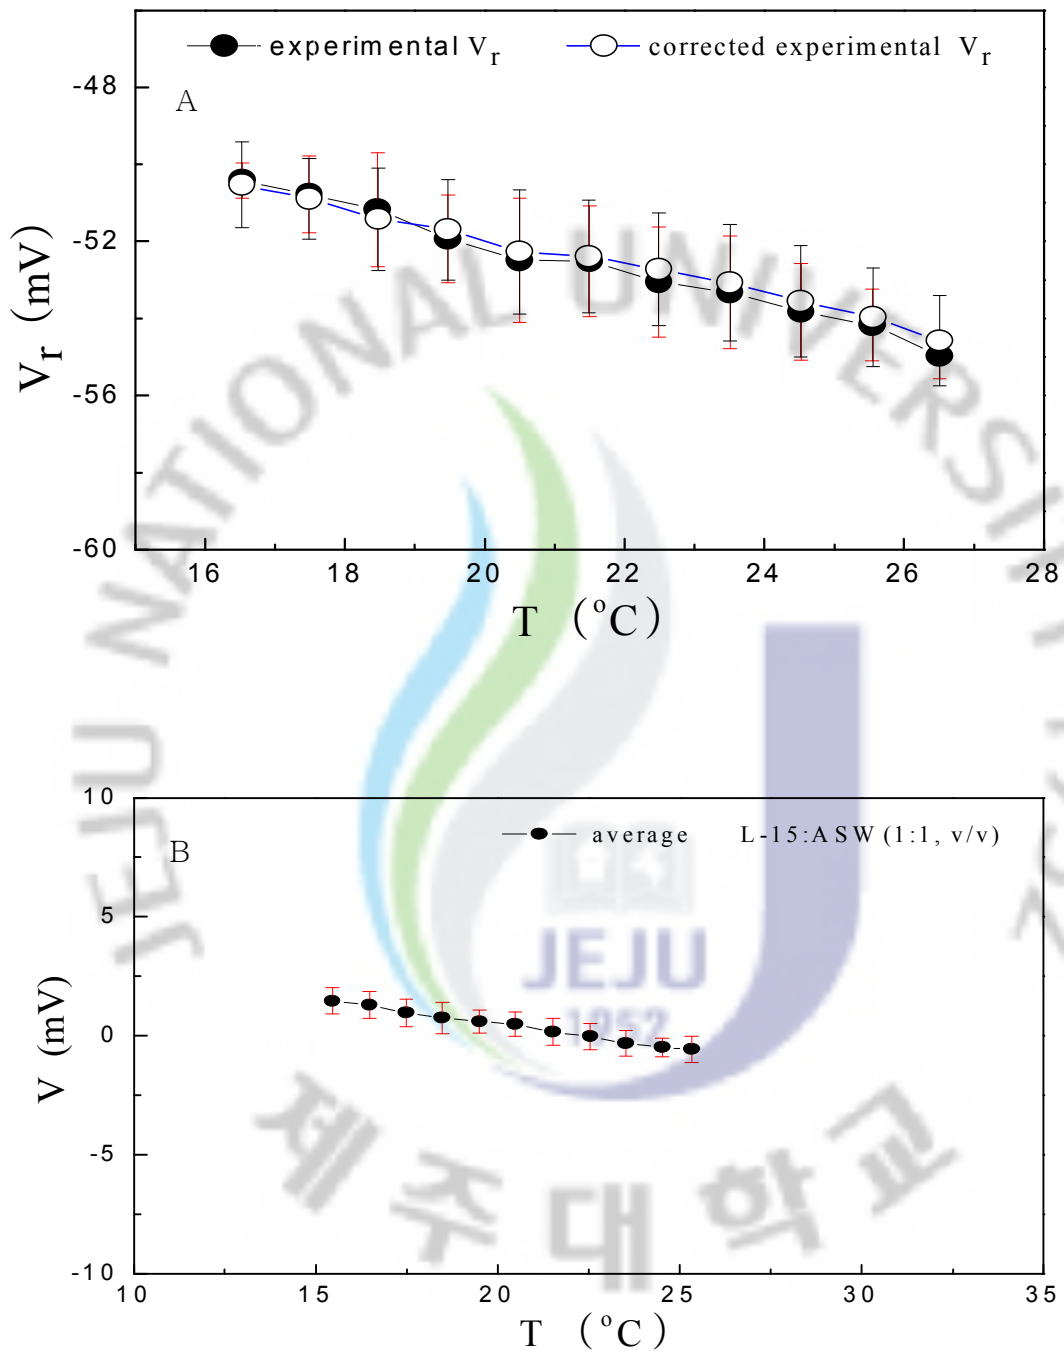 experimental Vr
corrected experimental Vr
A
-48
-52
-56
-60
Vr (mV)
16
18
20
22
24
26
28
T (°C)
JEJU NATIONAL UNIVERSITY 1952
10
B
average
L-15:ASW (1:1, v/v)
5
0
-5
-10
V (mV)
JEJU
1952
10
15
20
25
30
35
T (°C)
제주대학교